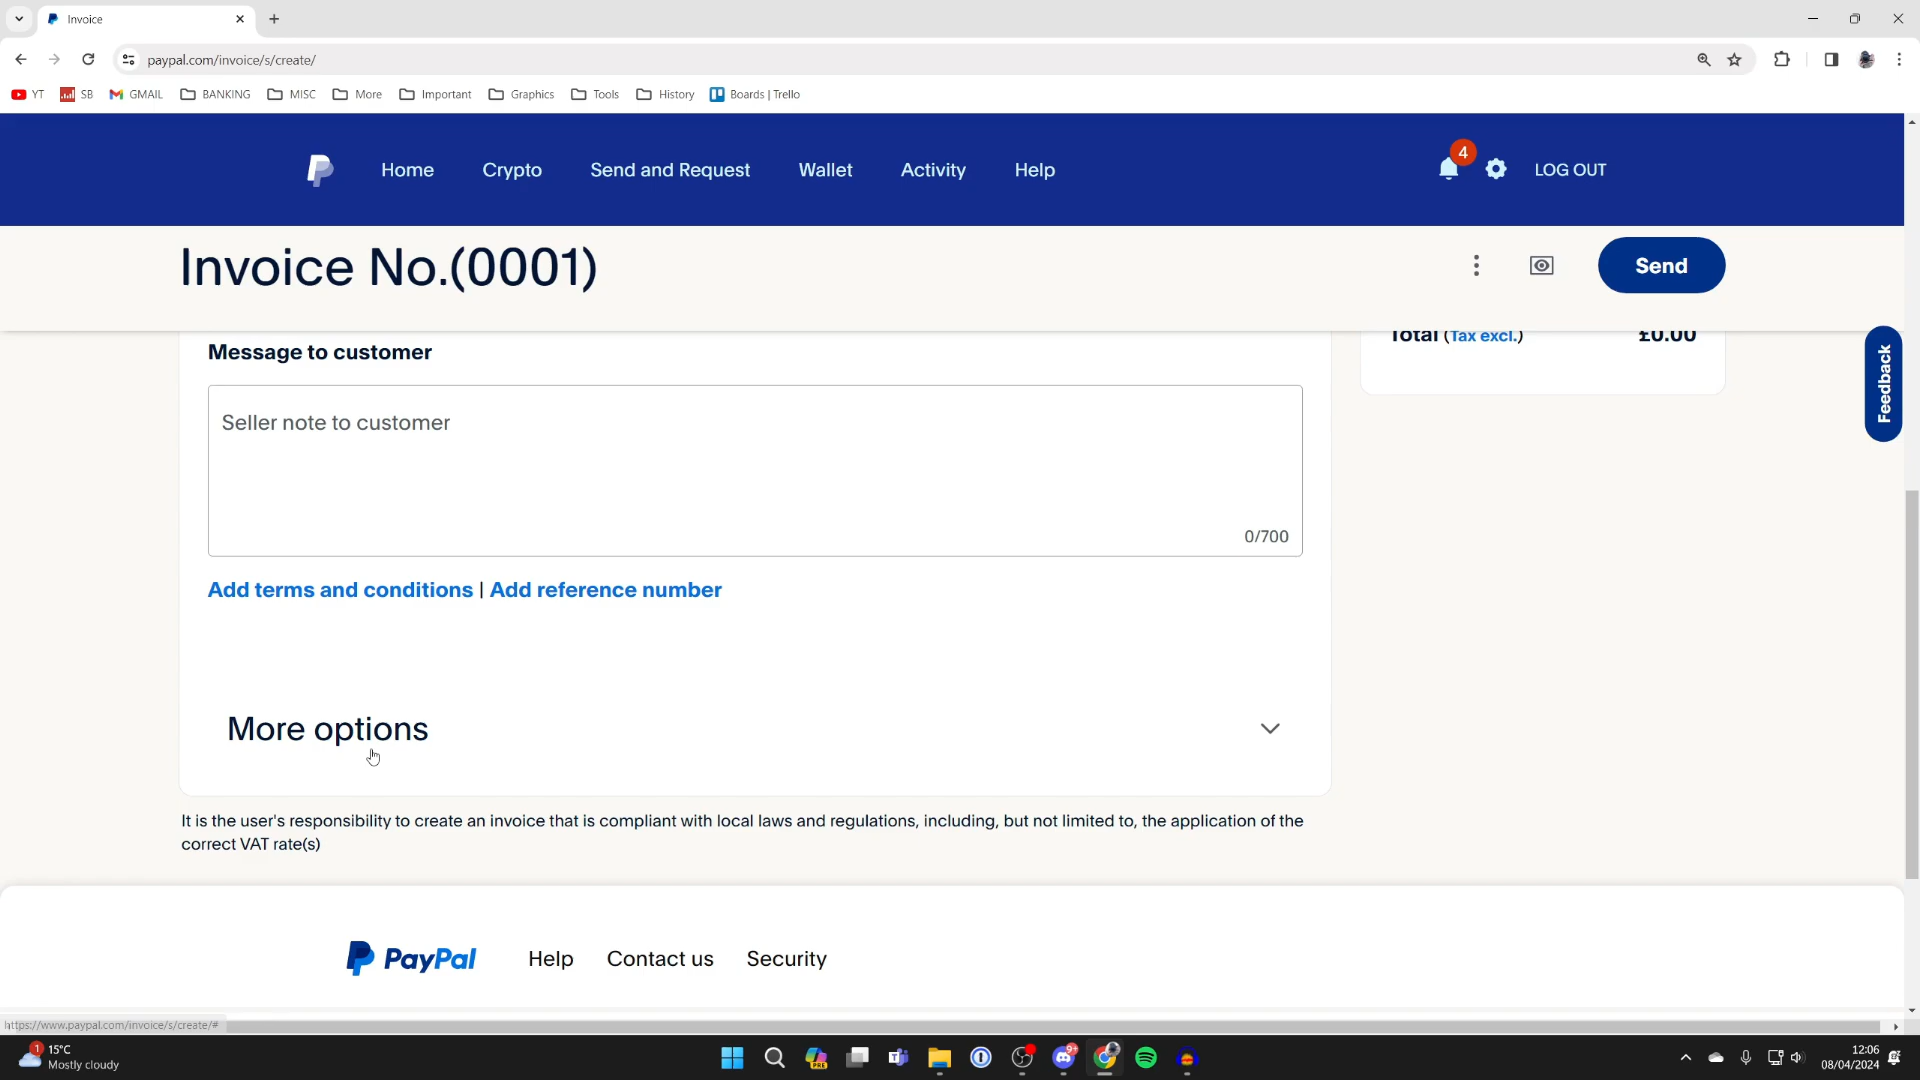 Invoice
paypal.com/invoice/s/create/
YT SB GMAIL BANKING MISC More Important Graphics Tools History Boards | Trello
Home Crypto Send and Request Wallet Activity Help 4 LOG OUT
Invoice No.(0001) Send
Total (Tax excl.) £0.00
Feedback
Message to customer
Seller note to customer
0/700
Add terms and conditions | Add reference number
More options
It is the user's responsibility to create an invoice that is compliant with local laws and regulations, including, but not limited to, the application of the
correct VAT rate(s)
PayPal Help Contact us Security
https://www.paypal.com/invoice/s/create/#
1 15°C
Mostly cloudy
PRE
9+
12:06
08/04/2024